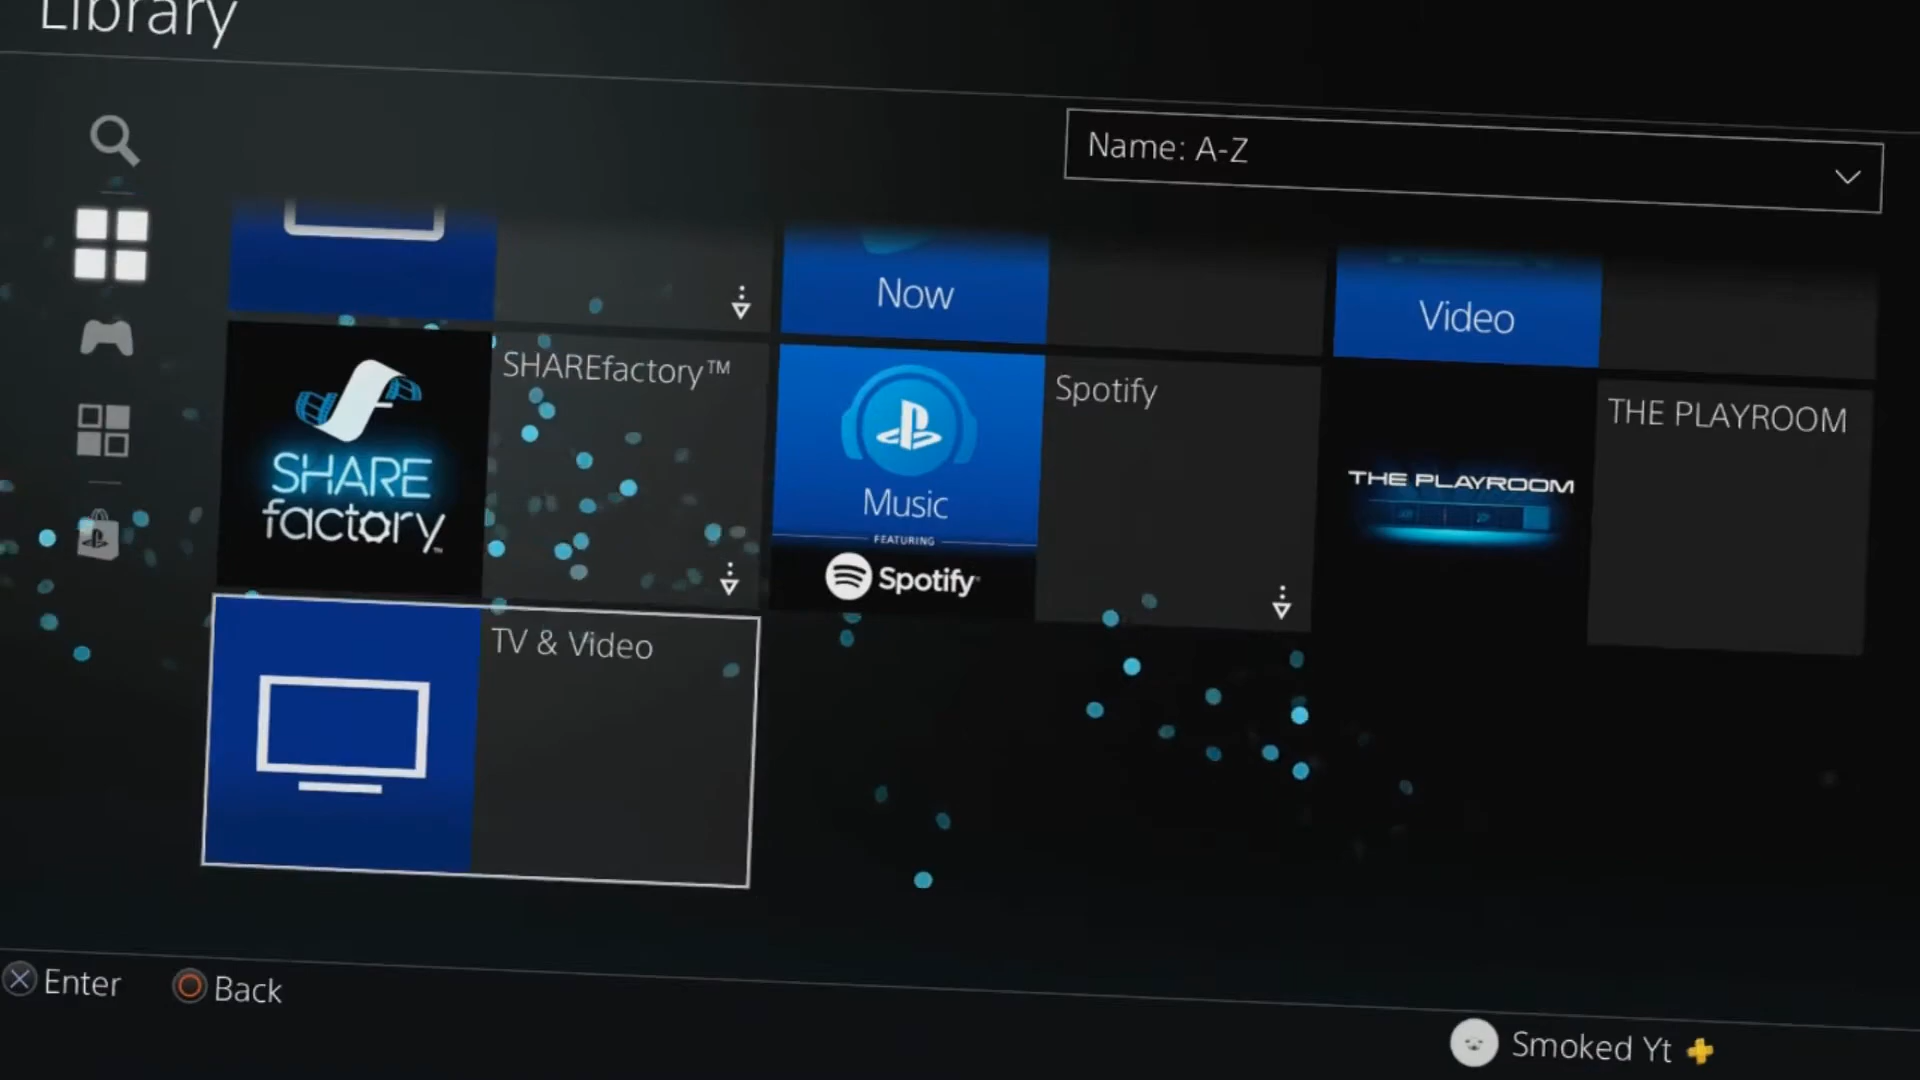 Library
Name: A-Z
Now
Video
SHAREfactory™
SHARE
factory™
Spotify
Music
FEATURING
Spotify
THE PLAYROOM
THE PLAYROOM
TV & Video
Enter
Back
Smoked Yt